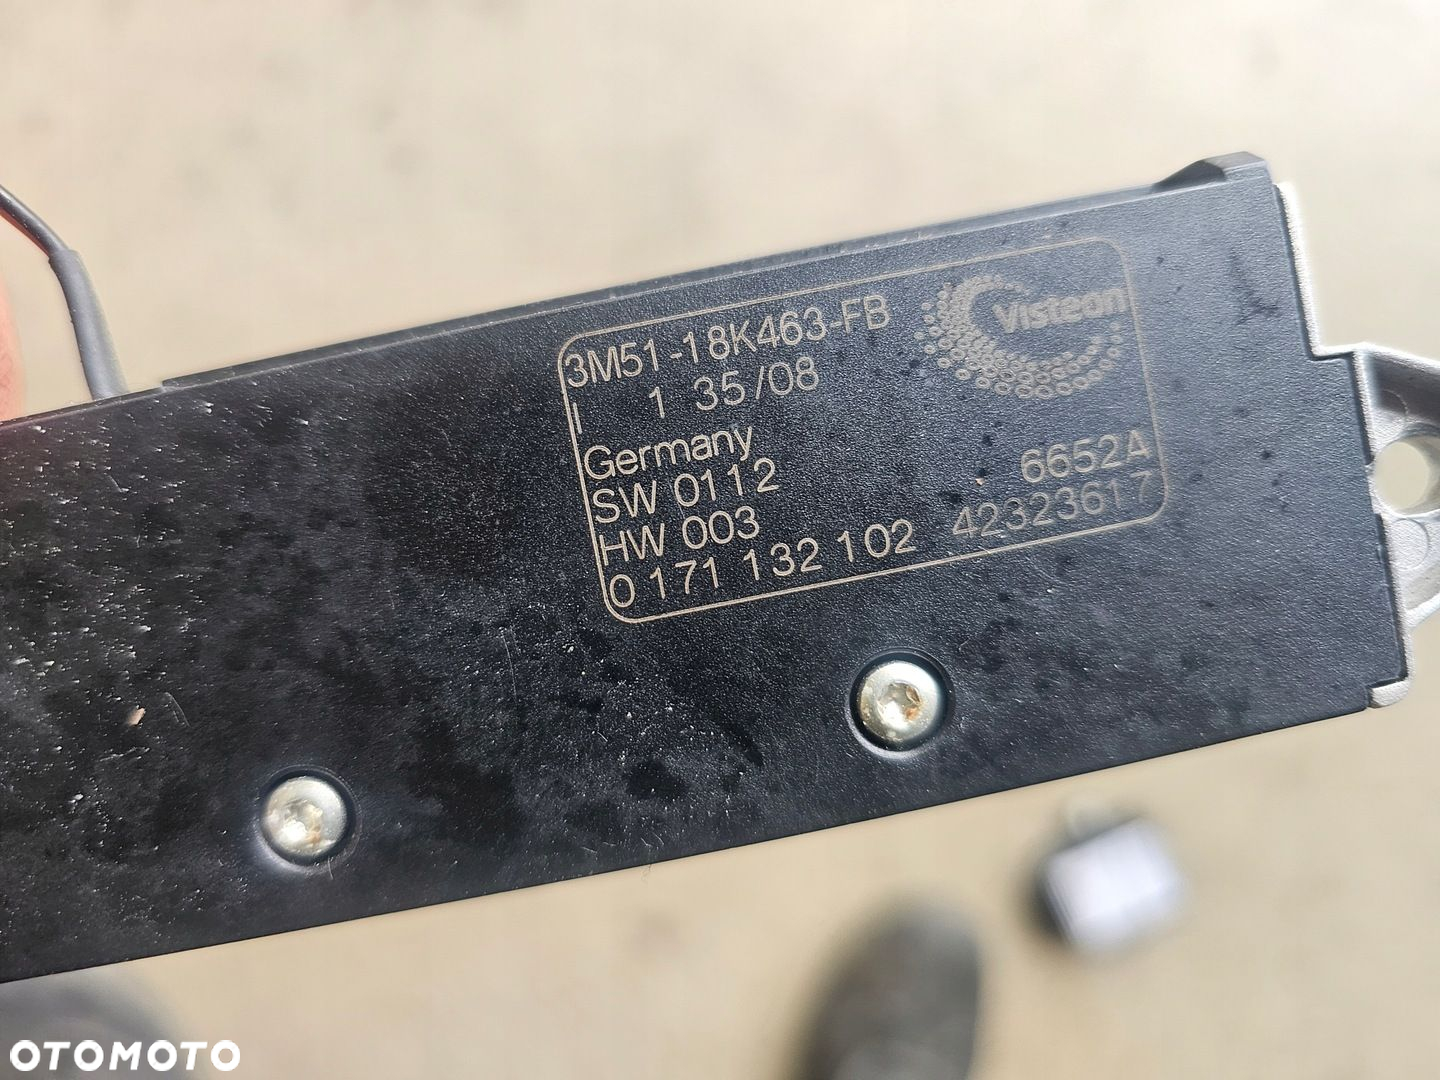 3M51-18K463-FB
Visteon
I 1 35/08
Germany
SW 0112
6652A
HW 003
0 171 132 102 42323617
OTOMOTO